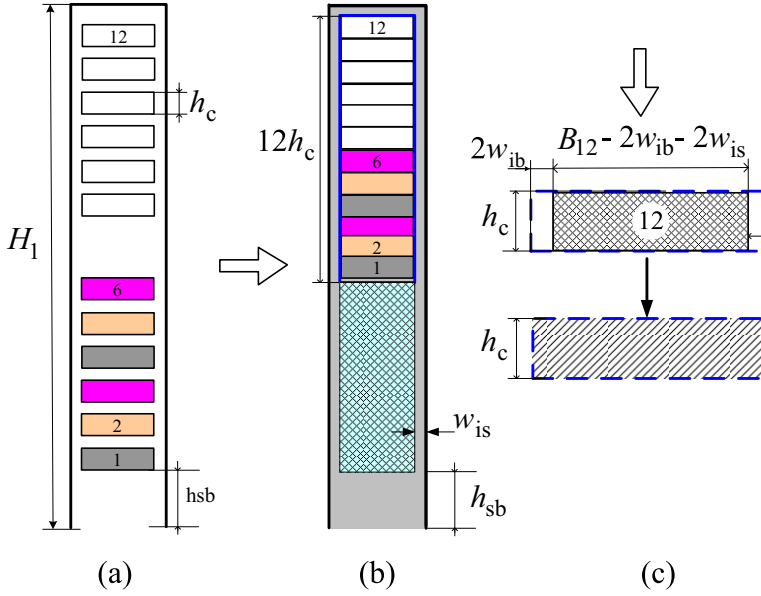 12
h_c
H_1
6
2
1
hsb
(a)
12
12h_c
6
2
1
w_is
h_sb
(b)
2w_ib
B_12 - 2w_ib - 2w_is
h_c
12
h_c
(c)